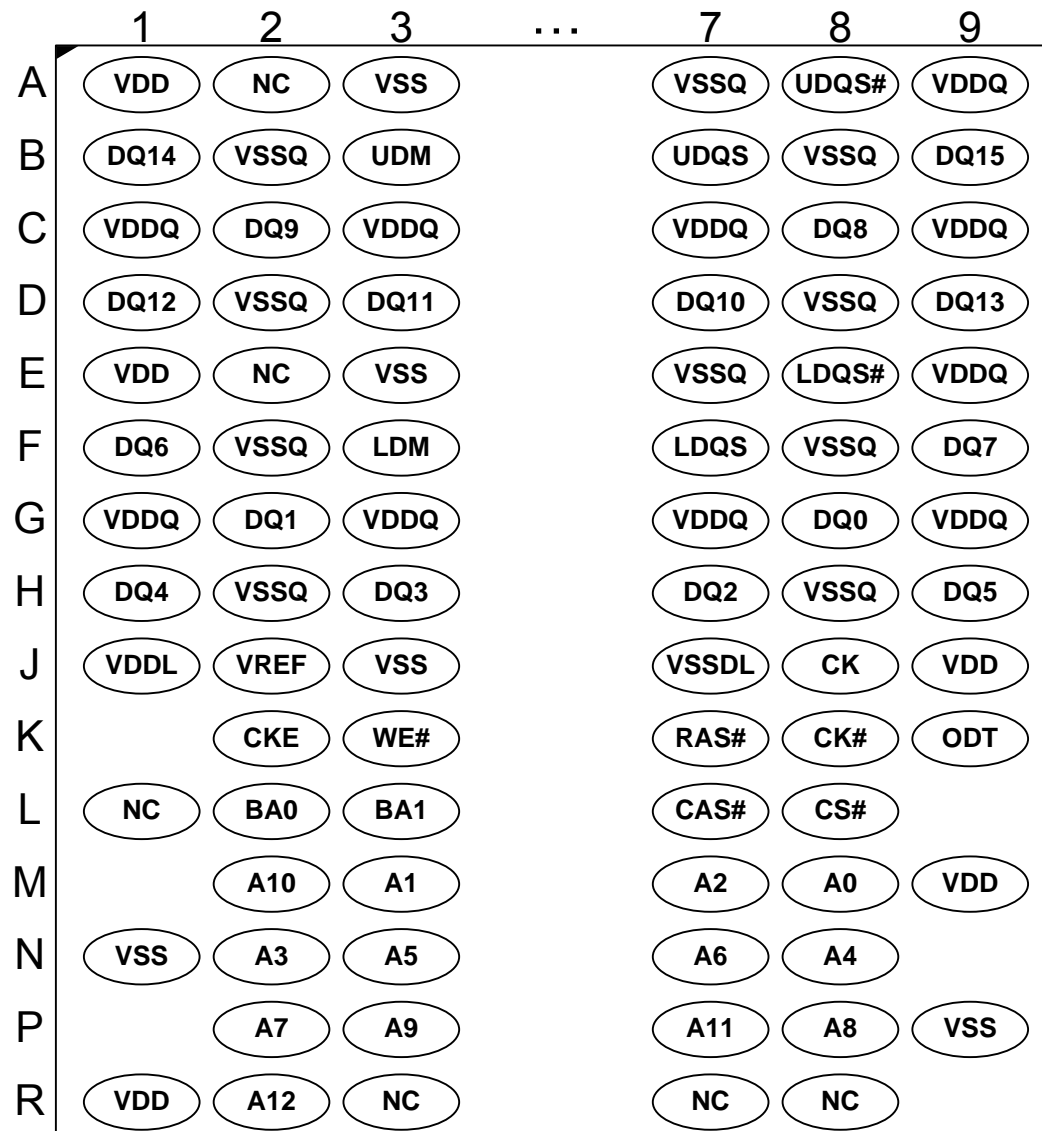 1 2 3 ... 7 8 9
A VDD NC VSS VSSQ UDQS# VDDQ
B DQ14 VSSQ UDM UDQS VSSQ DQ15
C VDDQ DQ9 VDDQ VDDQ DQ8 VDDQ
D DQ12 VSSQ DQ11 DQ10 VSSQ DQ13
E VDD NC VSS VSSQ LDQS# VDDQ
F DQ6 VSSQ LDM LDQS VSSQ DQ7
G VDDQ DQ1 VDDQ VDDQ DQ0 VDDQ
H DQ4 VSSQ DQ3 DQ2 VSSQ DQ5
J VDDL VREF VSS VSSDL CK VDD
K CKE WE# RAS# CK# ODT
L NC BA0 BA1 CAS# CS#
M A10 A1 A2 A0 VDD
N VSS A3 A5 A6 A4
P A7 A9 A11 A8 VSS
R VDD A12 NC NC NC